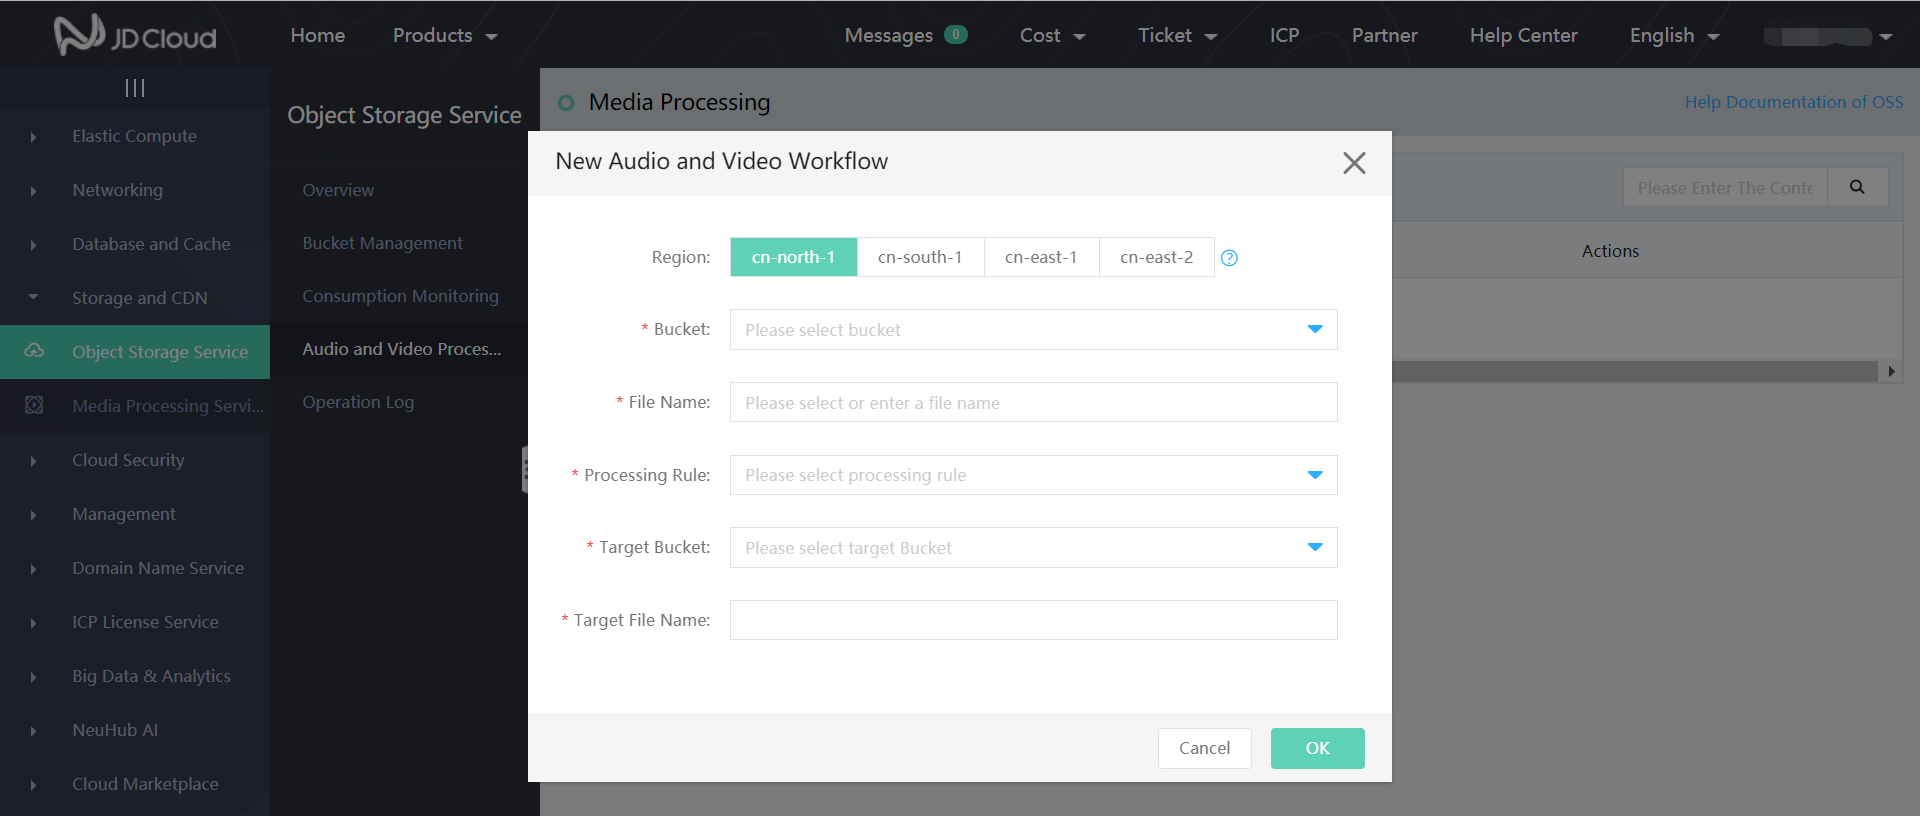 JD Cloud
Home
Products
Messages 0
Cost
Ticket
ICP
Partner
Help Center
English
Elastic Compute
Networking
Database and Cache
Storage and CDN
Object Storage Service
Media Processing Servi...
Cloud Security
Management
Domain Name Service
ICP License Service
Big Data & Analytics
NeuHub AI
Cloud Marketplace
Object Storage Service
Overview
Bucket Management
Consumption Monitoring
Audio and Video Proces...
Operation Log
Media Processing
Help Documentation of OSS
Please Enter The Conte
Actions
New Audio and Video Workflow
Region: cn-north-1 cn-south-1 cn-east-1 cn-east-2 ?
* Bucket: Please select bucket
* File Name: Please select or enter a file name
* Processing Rule: Please select processing rule
* Target Bucket: Please select target Bucket
* Target File Name:
Cancel
OK